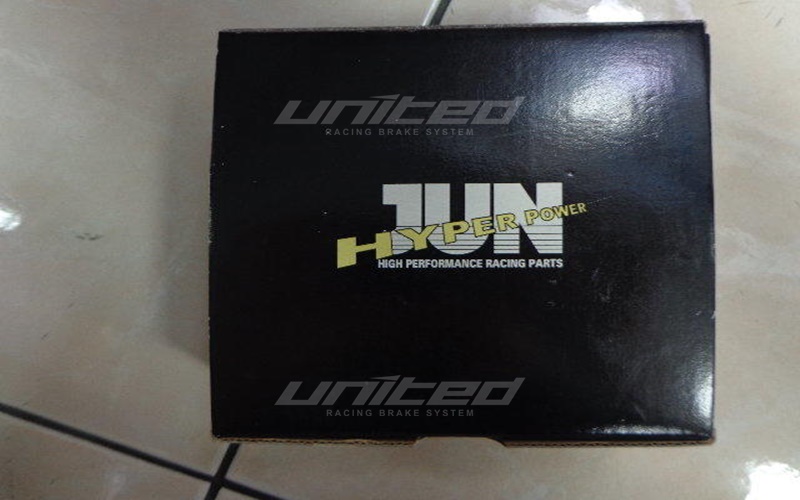 united
RACING BRAKE SYSTEM
JUN
HYPER POWER
HIGH PERFORMANCE RACING PARTS
united
RACING BRAKE SYSTEM